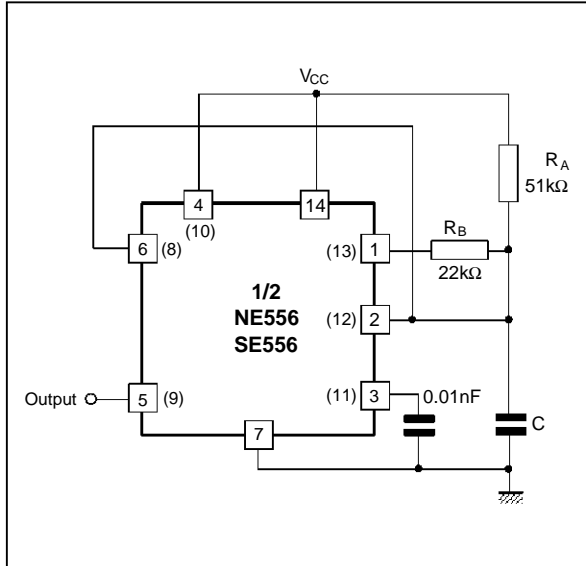 VCC
RA
51kΩ
4
14
(10)
RB
6
(8)
(13)
1
22kΩ
1/2
NE556
SE556
(12)
2
Output
5
(9)
(11)
3
0.01nF
C
7